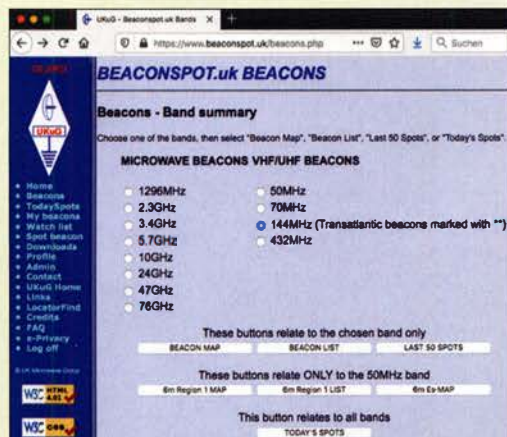 UKuG - Beaconspot.uk Bands
https://www.beaconspot.uk/beacons.php
Suchen
BEACONSPOT.uk BEACONS
UKuG
Beacons - Band summary
Choose one of the bands, then select "Beacon Map", "Beacon List", "Last 50 Spots", or "Today's Spots".
MICROWAVE BEACONS VHF/UHF BEACONS
1296MHz
2.3GHz
3.4GHz
5.7GHz
10GHz
24GHz
47GHz
76GHz
50MHz
70MHz
144MHz (Transatlantic beacons marked with "*")
432MHz
Home
Beacons
TodaySpots
My beacons
Watch list
Spot beacon
Downloads
Profile
Admin
Contact
UKuG Home
Links
LocatorFind
Credits
FAQ
e-Privacy
Log off
© UK Microwave Group
W3C HTML 4.01
W3C css
These buttons relate to the chosen band only
BEACON MAP
BEACON LIST
LAST 50 SPOTS
These buttons relate ONLY to the 50MHz band
6m Region 1 MAP
6m Region 1 LIST
6m Es-MAP
This button relates to all bands
TODAY'S SPOTS